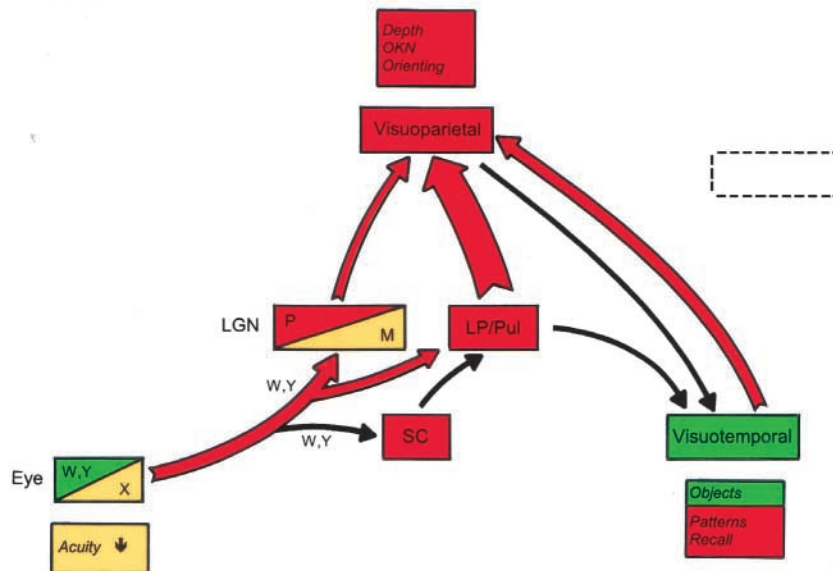 Depth
OKN
Orienting
Visuoparietal
LGN
P
M
LP/Pul
W,Y
W,Y
SC
Visuotemporal
Eye
W,Y
X
Acuity
Objects
Patterns
Recall